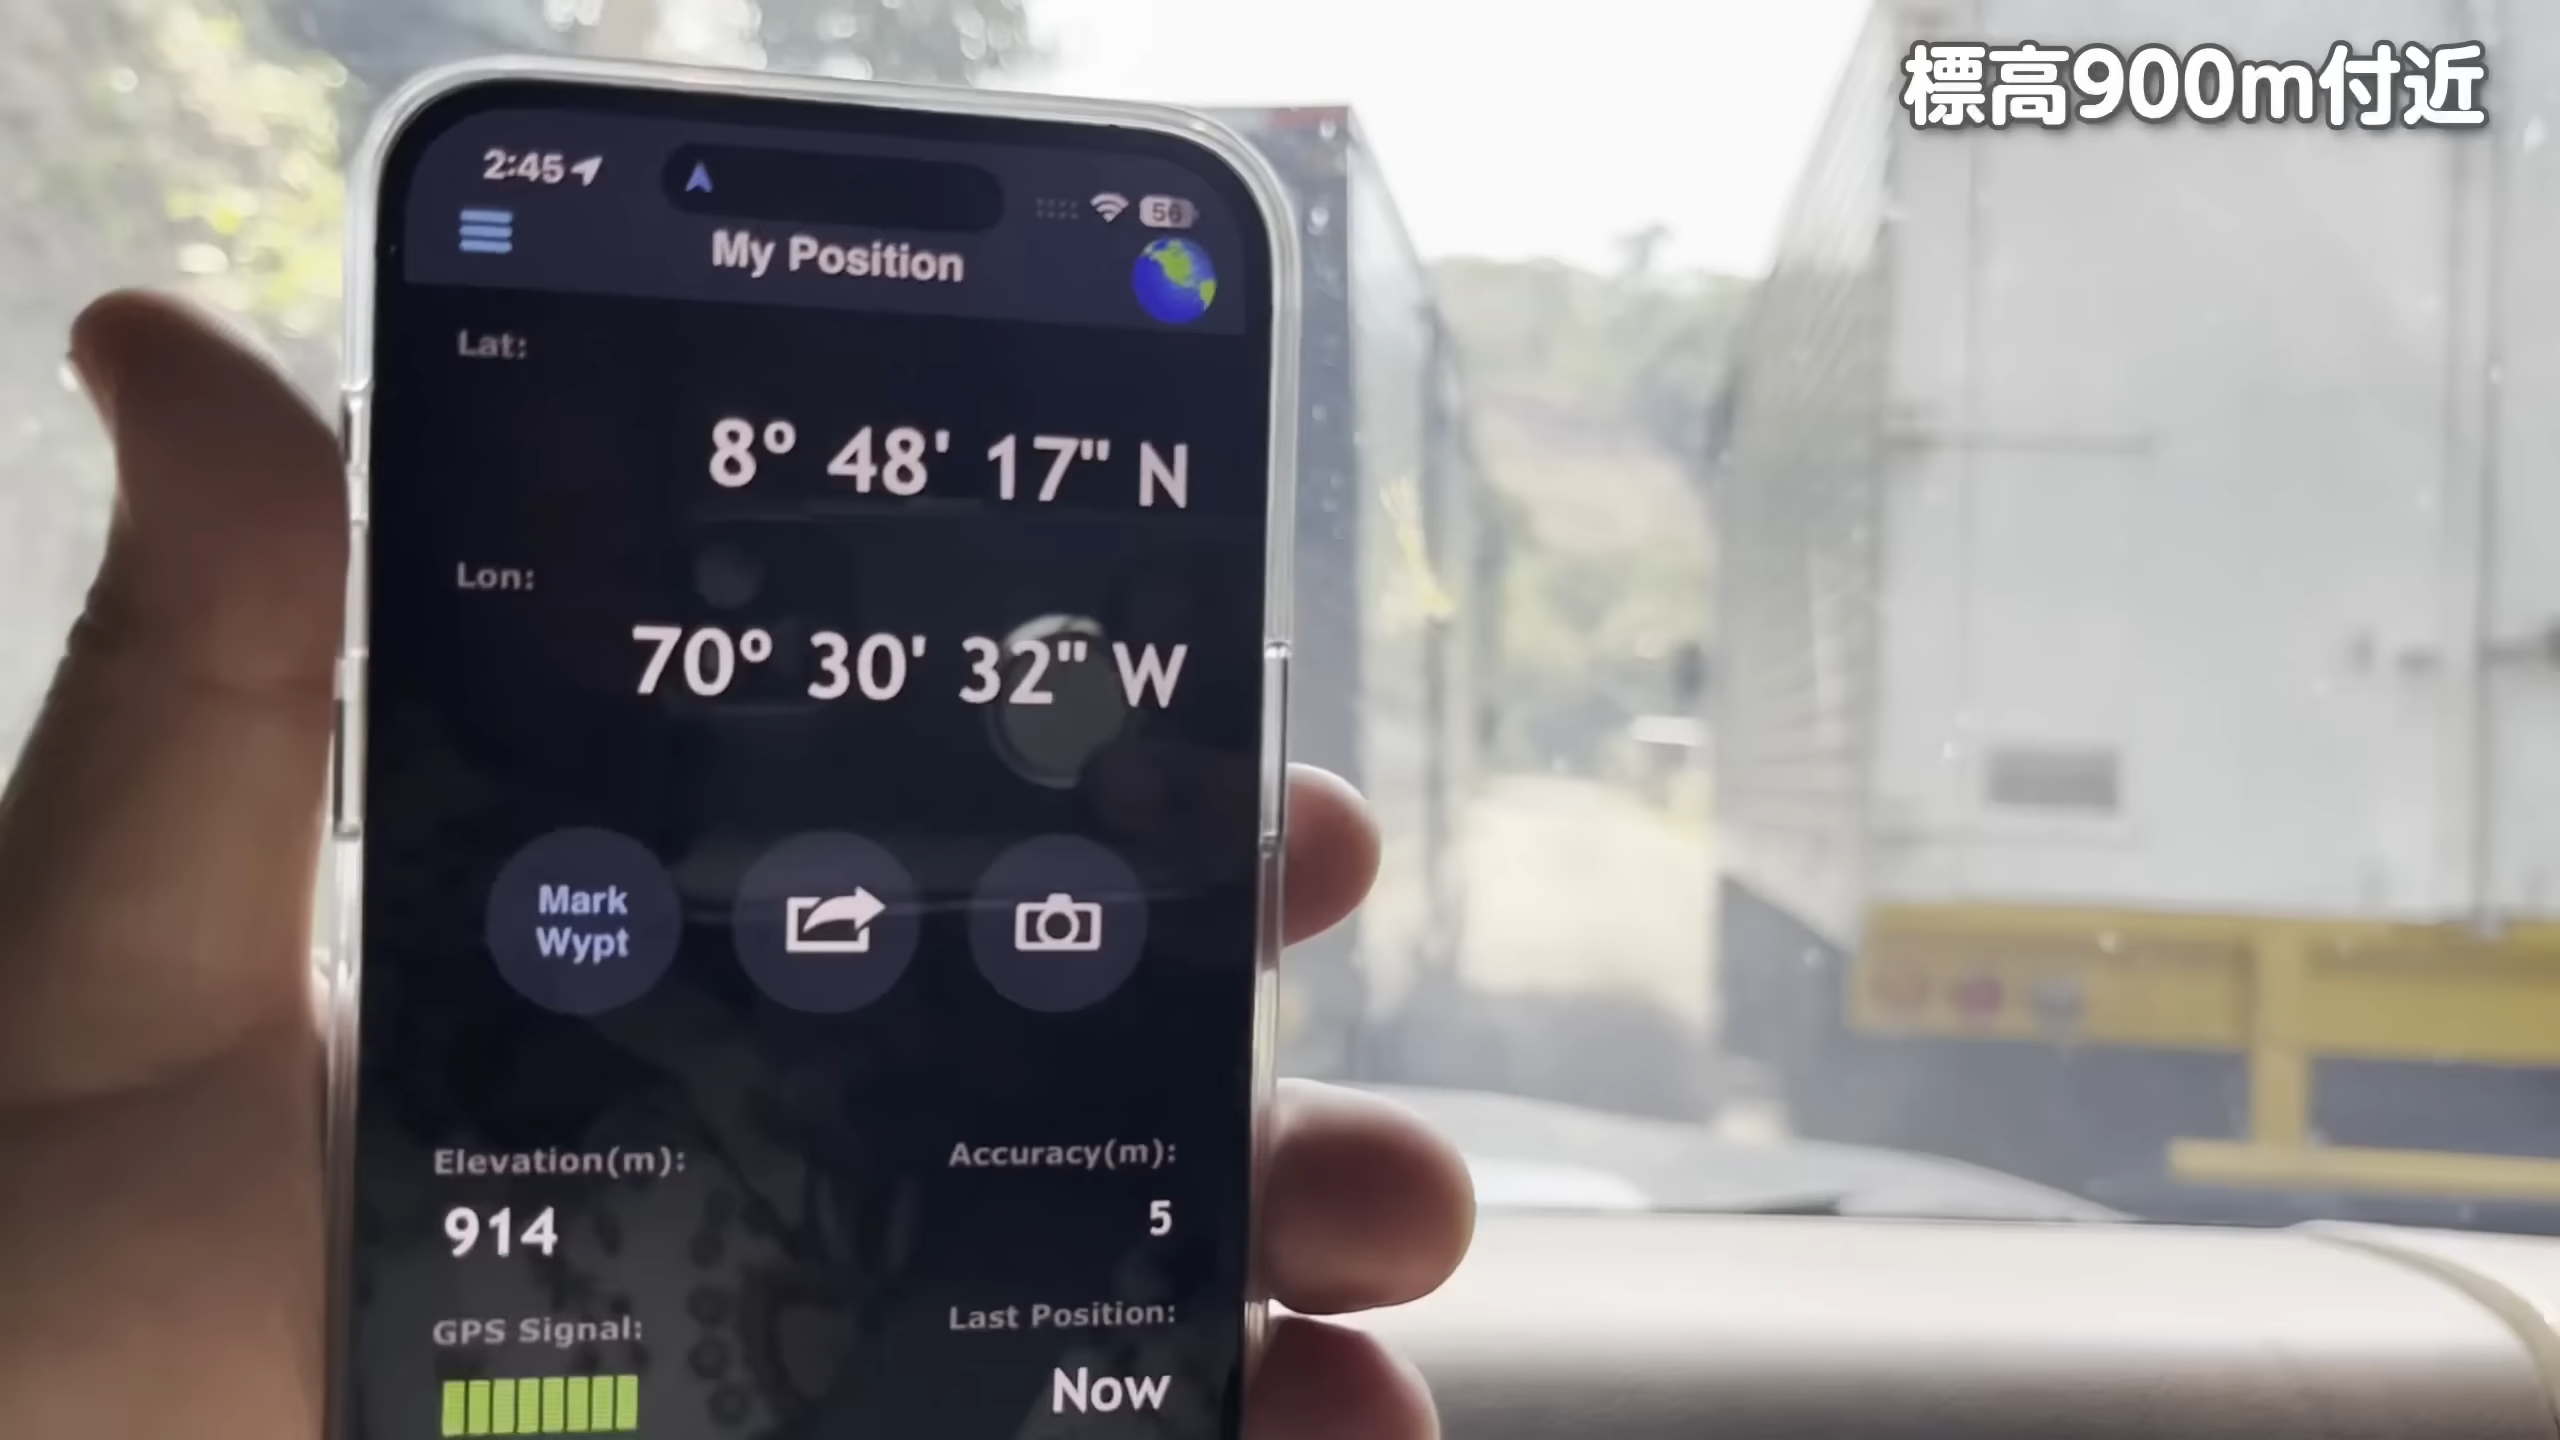 標高900m付近
2:45
56
My Position
Lat:
8° 48' 17" N
Lon:
70° 30' 32" W
Mark
Wypt
Elevation(m):
914
Accuracy(m):
5
GPS Signal:
Last Position:
Now